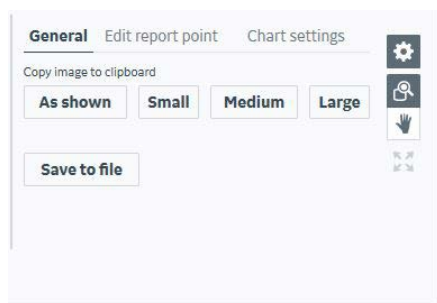 General Edit report point Chart settings
Copy image to clipboard
As shown Small Medium Large
Save to file